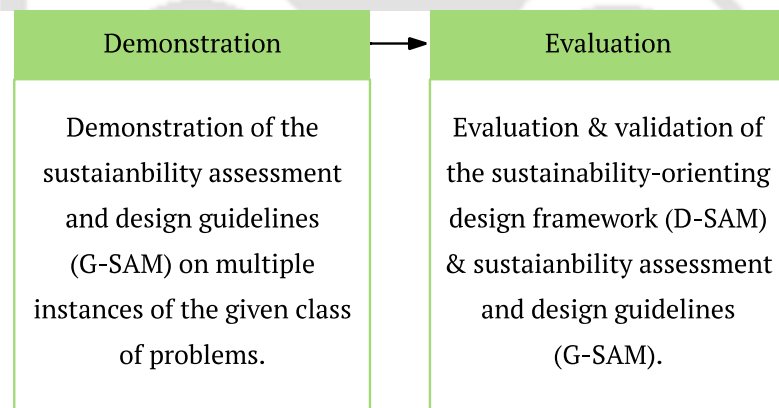 Demonstration
Demonstration of the
sustaianbility assessment
and design guidelines
(G-SAM) on multiple
instances of the given class
of problems.
Evaluation
Evaluation & validation of
the sustainability-orienting
design framework (D-SAM)
& sustaianbility assessment
and design guidelines
(G-SAM).